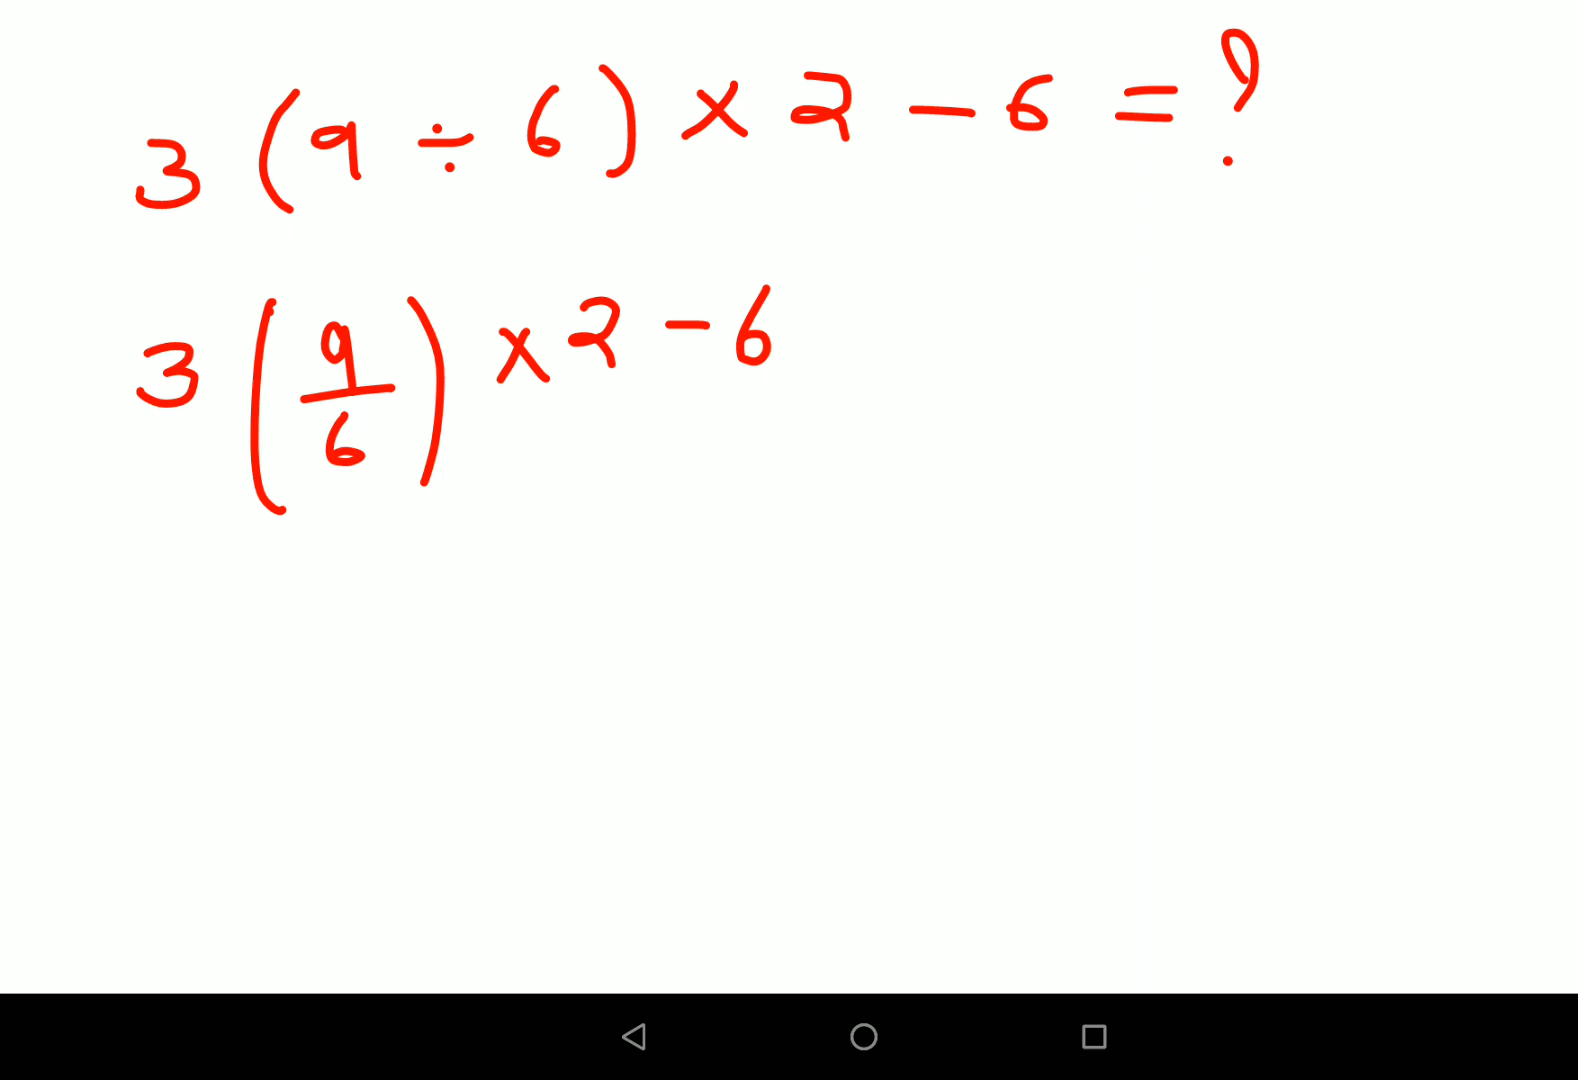 3 (9 ÷ 6) × 2 - 6 = ?
3 (9/6) × 2 - 6